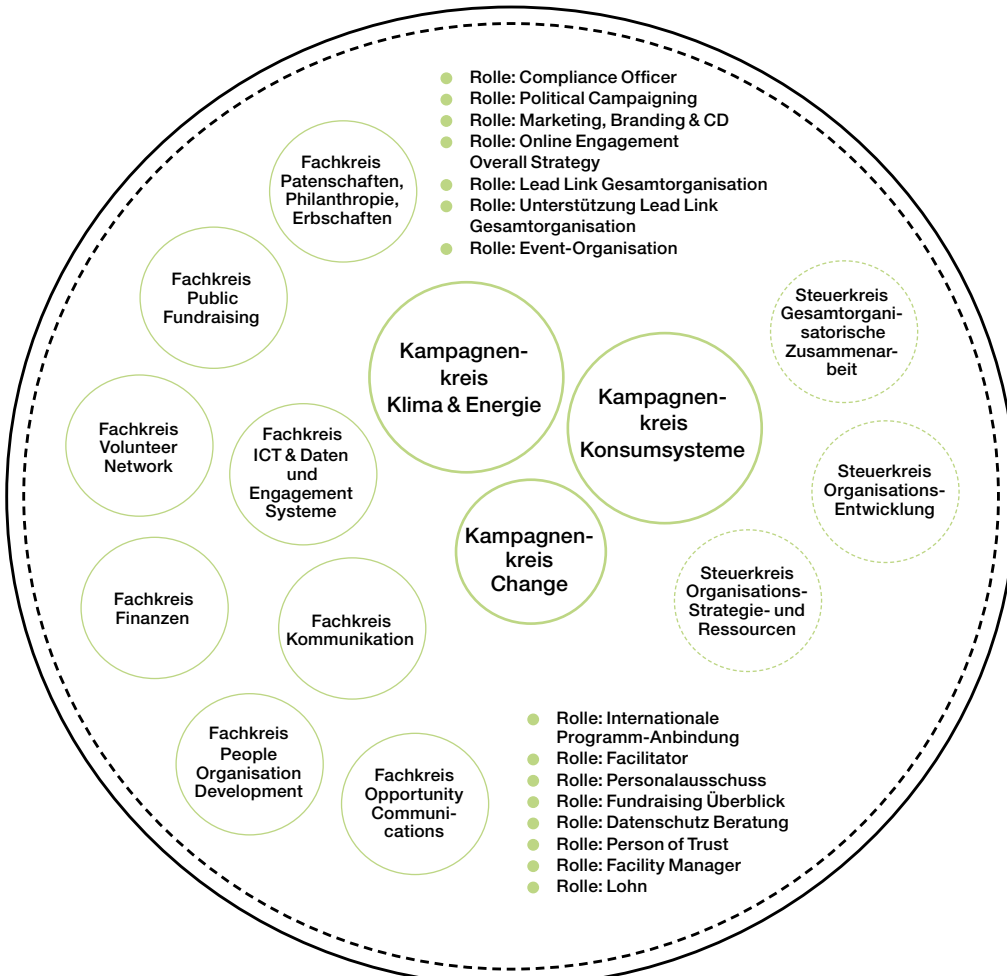 Rolle: Compliance Officer
Rolle: Political Campaigning
Rolle: Marketing, Branding & CD
Rolle: Online Engagement
Overall Strategy
Rolle: Lead Link Gesamtorganisation
Rolle: Unterstützung Lead Link
Gesamtorganisation
Rolle: Event-Organisation
Fachkreis
Patenschaften,
Philanthropie,
Erbschaften
Fachkreis
Public
Fundraising
Kampagnen-
kreis
Klima & Energie
Kampagnen-
kreis
Konsumsysteme
Steuerkreis
Gesamtorgani-
satorische
Zusammenar-
beit
Fachkreis
Volunteer
Network
Fachkreis
ICT & Daten
und
Engagement
Systeme
Steuerkreis
Organisations-
Entwicklung
Kampagnen-
kreis
Change
Fachkreis
Finanzen
Fachkreis
Kommunikation
Steuerkreis
Organisations-
Strategie- und
Ressourcen
Fachkreis
People
Organisation
Development
Fachkreis
Opportunity
Communi-
cations
Rolle: Internationale
Programm-Anbindung
Rolle: Facilitator
Rolle: Personalausschuss
Rolle: Fundraising Überblick
Rolle: Datenschutz Beratung
Rolle: Person of Trust
Rolle: Facility Manager
Rolle: Lohn